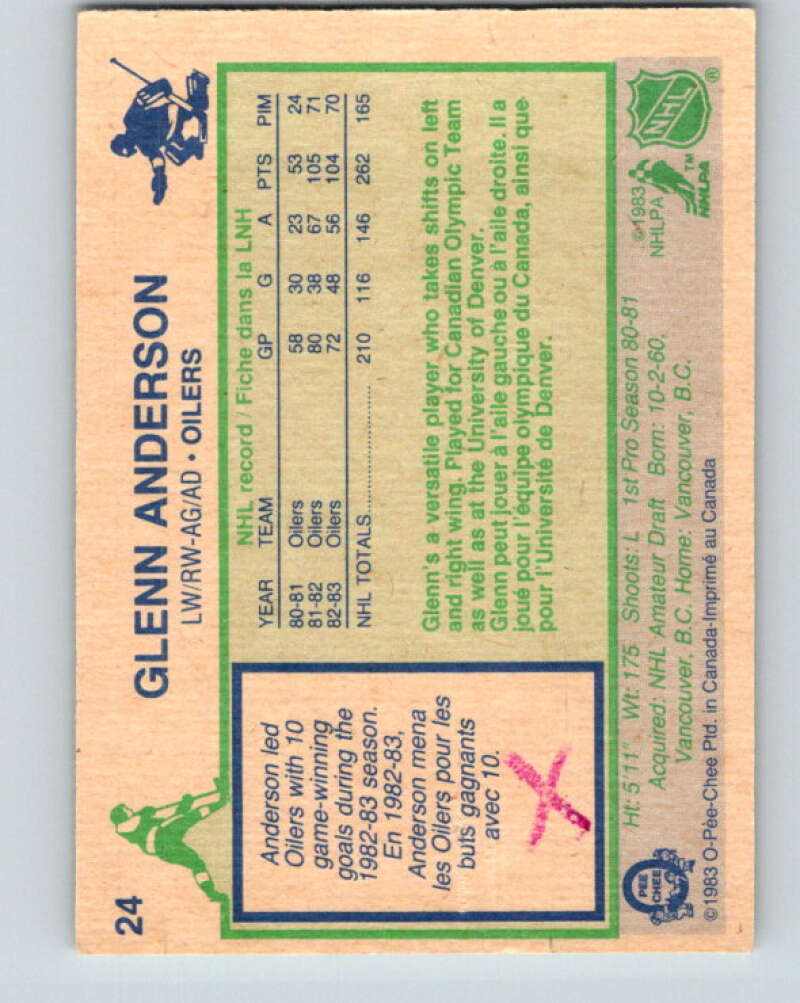 24
GLENN ANDERSON
LW/RW-AG/AD • OILERS
Anderson led
Oilers with 10
game-winning
goals during the
1982-83 season.
En 1982-83,
Anderson mena
les Oilers pour les
buts gagnants
avec 10.
NHL record / Fiche dans la LNH
YEAR TEAM GP G A PTS PIM
80-81 Oilers 58 30 23 53 24
81-82 Oilers 80 38 67 105 71
82-83 Oilers 72 48 56 104 70
NHL TOTALS 210 116 146 262 165
Glenn's a versatile player who takes shifts on left
and right wing. Played for Canadian Olympic Team
as well as at the University of Denver.
Glenn peut jouer à l'aile gauche ou à l'aile droite. Il a
joué pour l'équipe olympique du Canada, ainsi que
pour l'Université de Denver.
Ht: 5'11" Wt: 175 Shoots: L 1st Pro Season 80-81
Acquired: NHL Amateur Draft Born: 10-2-60,
Vancouver, B.C. Home: Vancouver, B.C.
©1983 O-Pee-Chee Ptd. in Canada-Imprimé au Canada
O
PEE
CHEE
©1983
NHLPA
TM
NHLPA
NHL
®